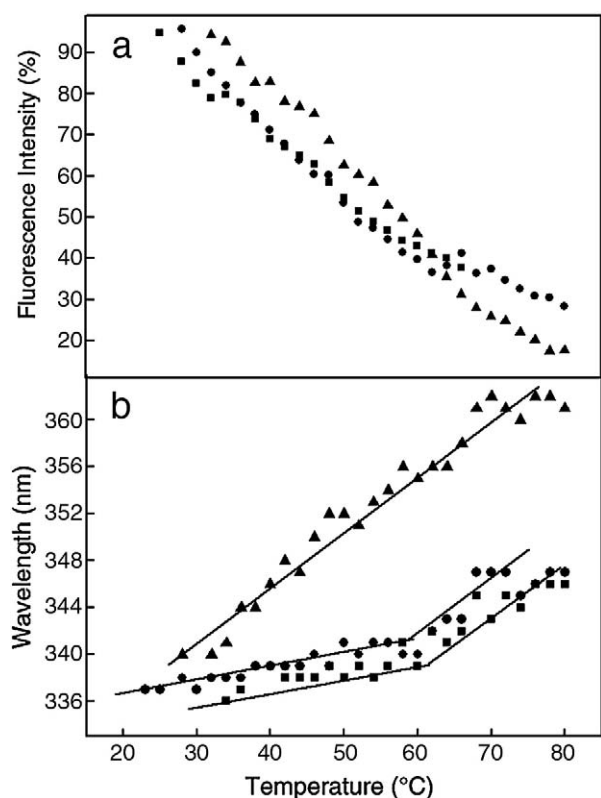 a
Fluorescence Intensity (%)
90
80
70
60
50
40
30
20
b
Wavelength (nm)
360
356
352
348
344
340
336
20 30 40 50 60 70 80
Temperature (°C)